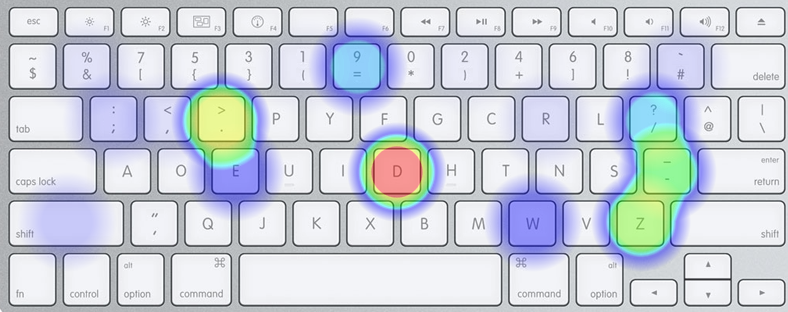 esc F1 F2 F3 F4 F5 F6 F7 F8 F9 F10 F11 F12
~ % 7 5 3 1 9 0 2 4 6 8 `
$ & [ { } ( = * ) + ] ! # delete
: < > ? ^ |
tab ; , . P Y F G C R L / @ \
caps lock A O E U I D H T N S – - enter return
shift ” ’ Q J K X B M W V Z shift
alt ⌘ ⌘ alt
fn control option command command option